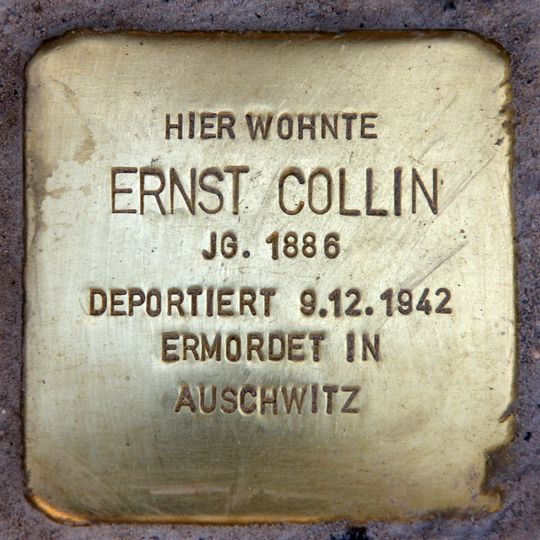 HIER WOHNTE
ERNST COLLIN
JG. 1886
DEPORTIERT 9.12.1942
ERMORDET IN
AUSCHWITZ